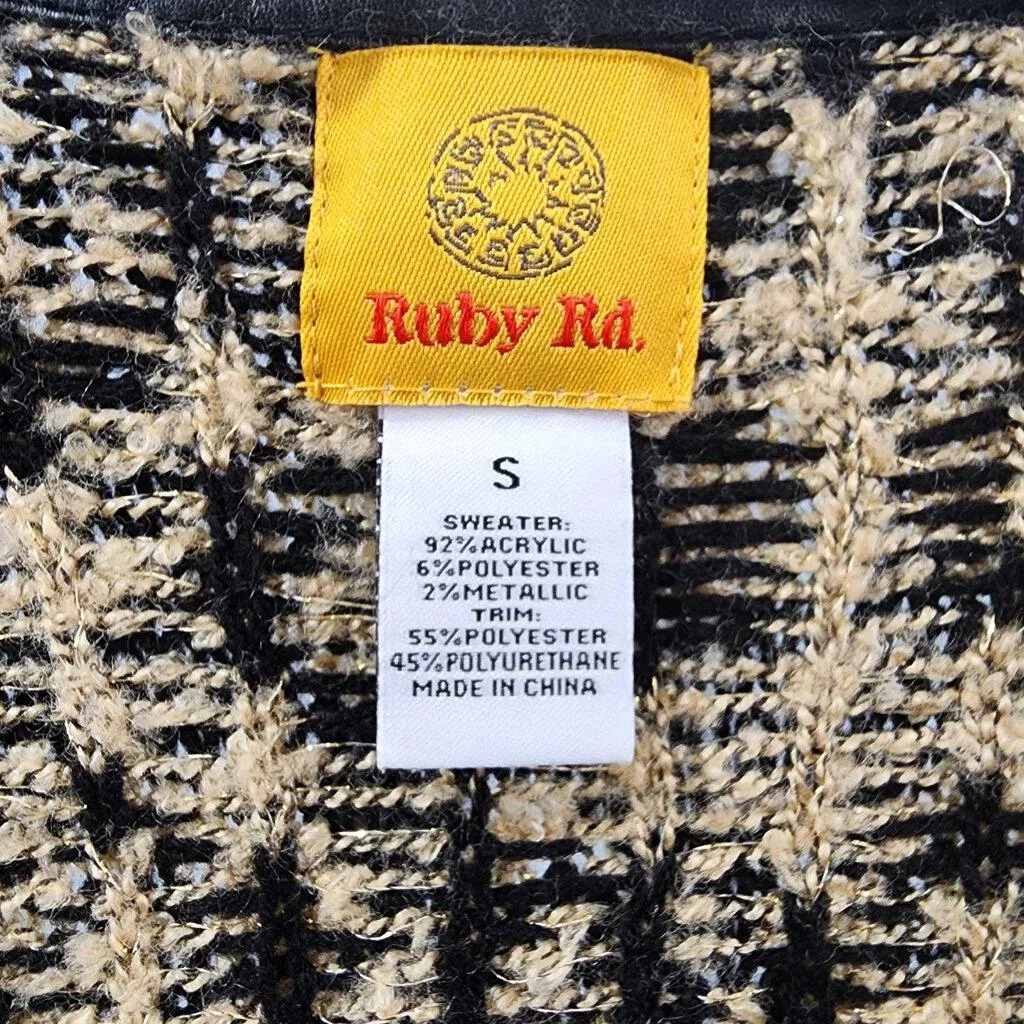 Ruby Rd.
S
SWEATER:
92%ACRYLIC
6%POLYESTER
2%METALLIC
TRIM:
55%POLYESTER
45%POLYURETHANE
MADE IN CHINA